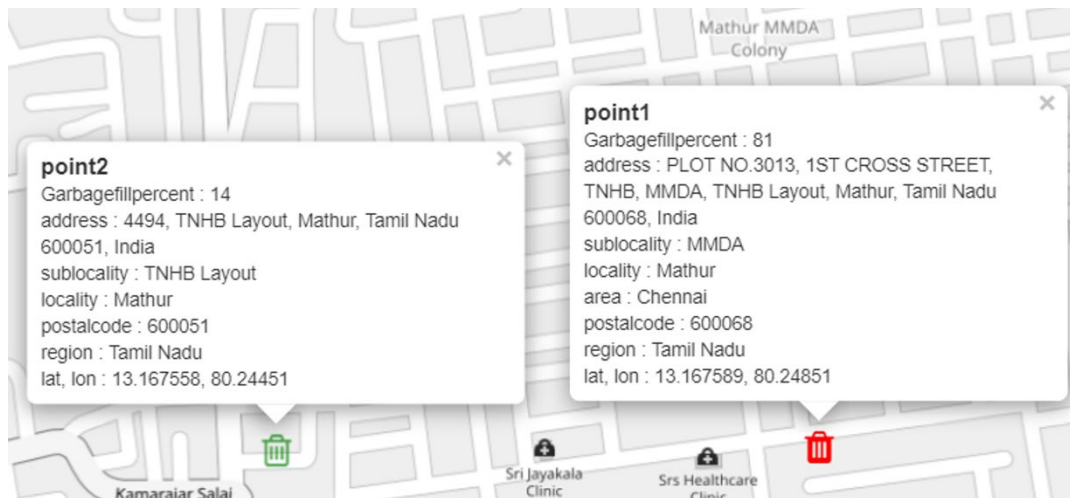 Mathur MMDA
Colony
point2
×
Garbagefillpercent : 14
address : 4494, TNHB Layout, Mathur, Tamil Nadu
600051, India
sublocality : TNHB Layout
locality : Mathur
postalcode : 600051
region : Tamil Nadu
lat, lon : 13.167558, 80.24451
point1
×
Garbagefillpercent : 81
address : PLOT NO.3013, 1ST CROSS STREET,
TNHB, MMDA, TNHB Layout, Mathur, Tamil Nadu
600068, India
sublocality : MMDA
locality : Mathur
area : Chennai
postalcode : 600068
region : Tamil Nadu
lat, lon : 13.167589, 80.24851
Sri Jayakala
Clinic
Srs Healthcare
Clinic
Kamarajar Salai